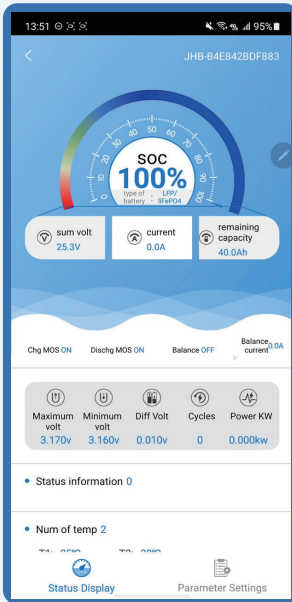 13:51
95%
JHB-B4E842BDF883
0 10 20 30 40 50 60 70 80 90 100
SOC
100%
type of battery : LFP/liFePO4
sum volt
25.3V
current
0.0A
remaining capacity
40.0Ah
Chg MOS ON
Dischg MOS ON
Balance OFF
Balance current 0.0A
Maximum volt
3.170v
Minimum volt
3.160v
Diff Volt
0.010v
Cycles
0
Power KW
0.000kw
Status information 0
Num of temp 2
Status Display
Parameter Settings